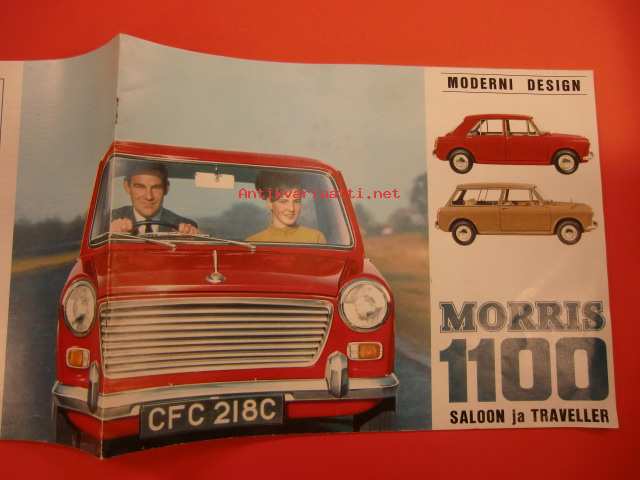 MODERNI DESIGN
Antikvariaatti.net
MORRIS
1100
CFC 218C
SALOON ja TRAVELLER